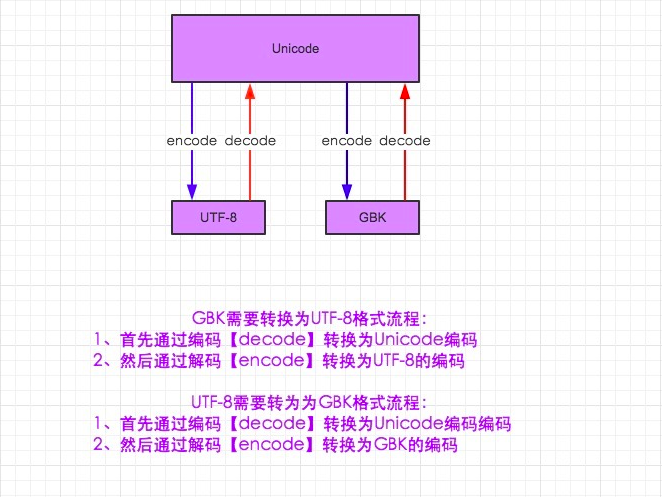 Unicode
encode decode encode decode
UTF-8 GBK
GBK需要转换为UTF-8格式流程：
1、首先通过编码【decode】转换为Unicode编码
2、然后通过解码【encode】转换为UTF-8的编码
UTF-8需要转为为GBK格式流程：
1、首先通过编码【decode】转换为Unicode编码编码
2、然后通过解码【encode】转换为GBK的编码